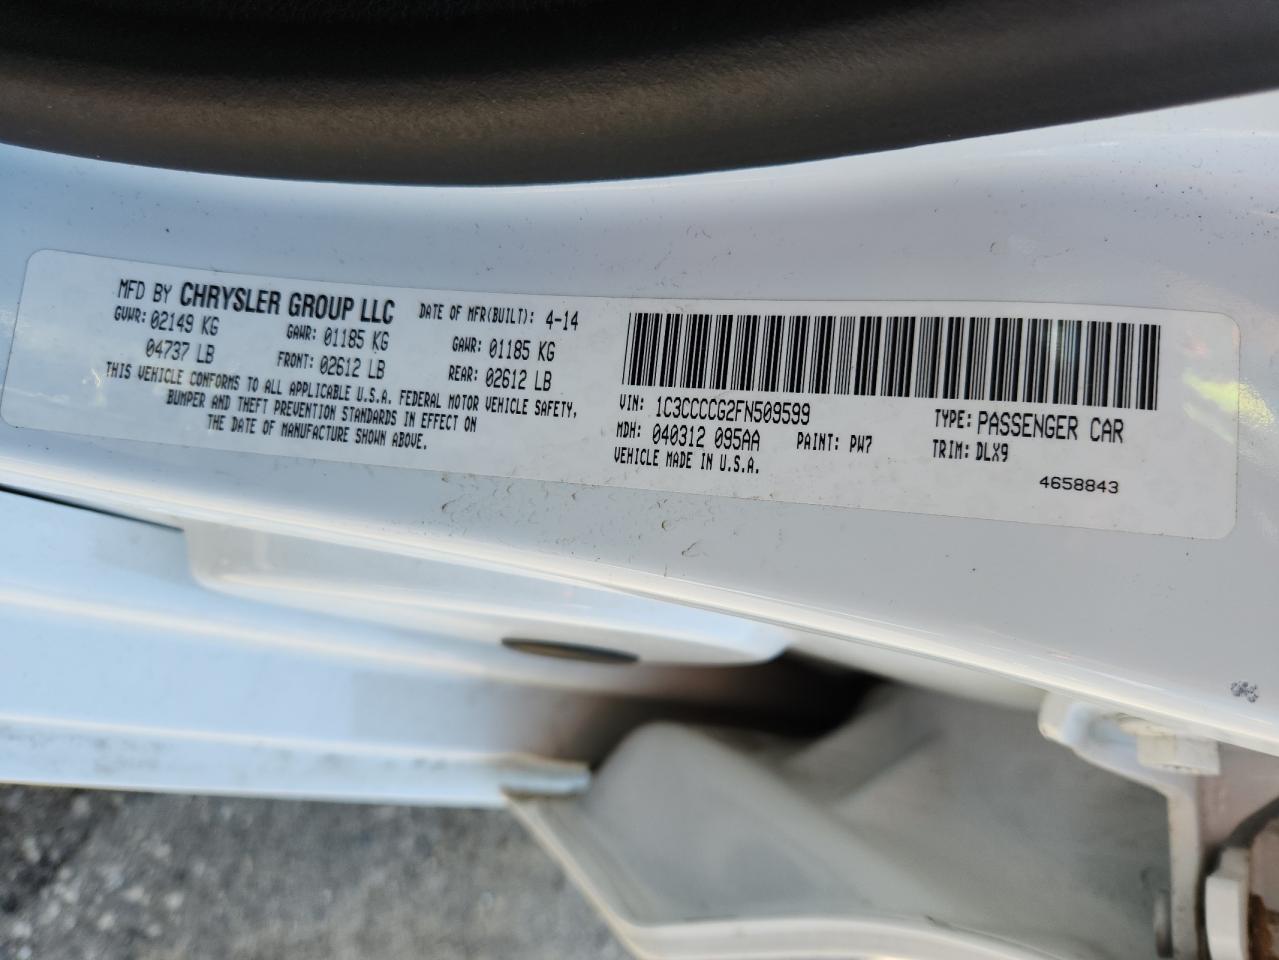 MFD BY CHRYSLER GROUP LLC DATE OF MFR(BUILT): 4-14
GVWR: 02149 KG GAWR: 01185 KG GAWR: 01185 KG
04737 LB FRONT: 02612 LB REAR: 02612 LB
THIS VEHICLE CONFORMS TO ALL APPLICABLE U.S.A. FEDERAL MOTOR VEHICLE SAFETY,
BUMPER AND THEFT PREVENTION STANDARDS IN EFFECT ON
THE DATE OF MANUFACTURE SHOWN ABOVE.
VIN: 1C3CCCCG2FN509599 TYPE: PASSENGER CAR
MDH: 040312 095AA PAINT: PW7 TRIM: DLX9
VEHICLE MADE IN U.S.A.
4658843